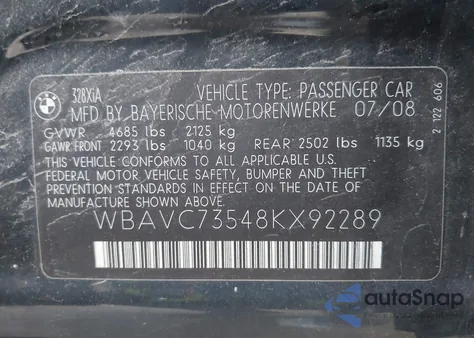 BMW
328XiA
VEHICLE TYPE: PASSENGER CAR
MFD BY BAYERISCHE MOTORENWERKE 07/08
GVWR 4685 lbs 2125 kg
GAWR FRONT 2293 lbs 1040 kg REAR 2502 lbs 1135 kg
THIS VEHICLE CONFORMS TO ALL APPLICABLE U.S.
FEDERAL MOTOR VEHICLE SAFETY, BUMPER AND THEFT
PREVENTION STANDARDS IN EFFECT ON THE DATE OF
MANUFACTURE SHOWN ABOVE.
WBAVC73548KX92289
2 122 606
autoSnap